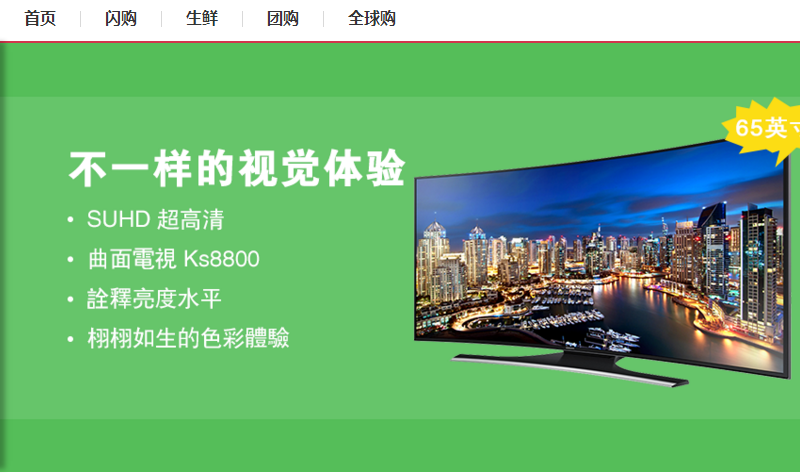 首页 闪购 生鲜 团购 全球购
65英寸
不一样的视觉体验
• SUHD 超高清
• 曲面電視 Ks8800
• 詮釋亮度水平
• 栩栩如生的色彩體驗